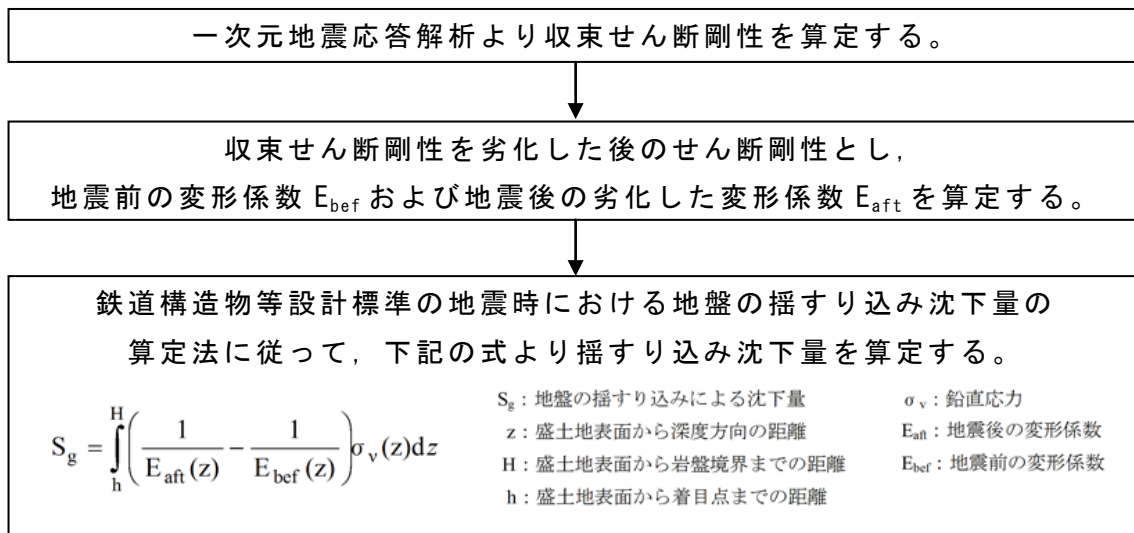 一次元地震応答解析より収束せん断剛性を算定する。
収束せん断剛性を劣化した後のせん断剛性とし,
地震前の変形係数 E_bef および地震後の劣化した変形係数 E_aft を算定する。
鉄道構造物等設計標準の地震時における地盤の揺すり込み沈下量の
算定法に従って, 下記の式より揺すり込み沈下量を算定する。
S_g = ∫_h^H ( 1/E_aft(z) − 1/E_bef(z) ) σ_v(z)dz
S_g：地盤の揺すり込みによる沈下量
z：盛土地表面から深度方向の距離
H：盛土地表面から岩盤境界までの距離
h：盛土地表面から着目点までの距離
σ_v：鉛直応力
E_aft：地震後の変形係数
E_bef：地震前の変形係数